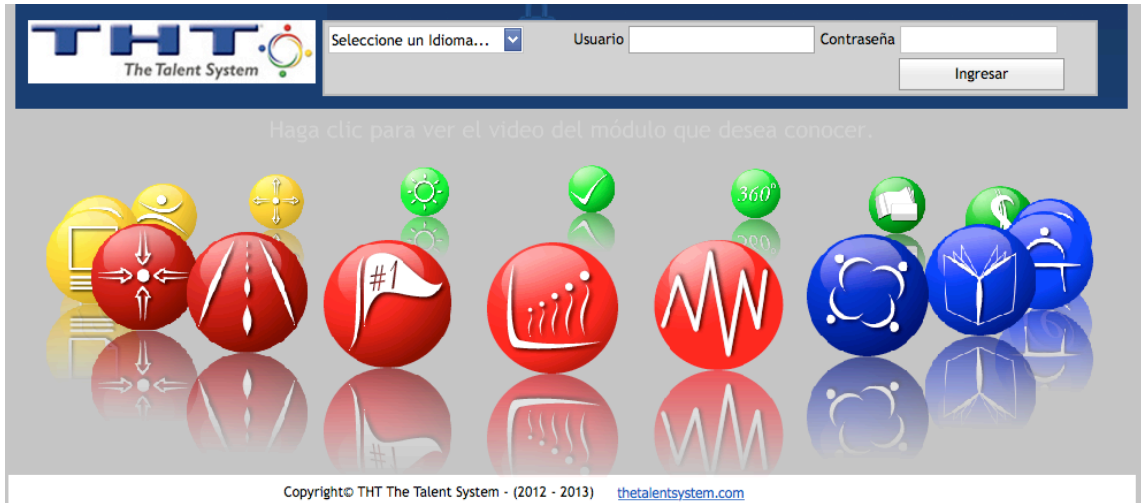 THT
The Talent System
Seleccione un Idioma...
Usuario
Contraseña
Ingresar
Haga clic para ver el video del módulo que desea conocer.
360°
#1
Copyright© THT The Talent System - (2012 - 2013) thetalentsystem.com